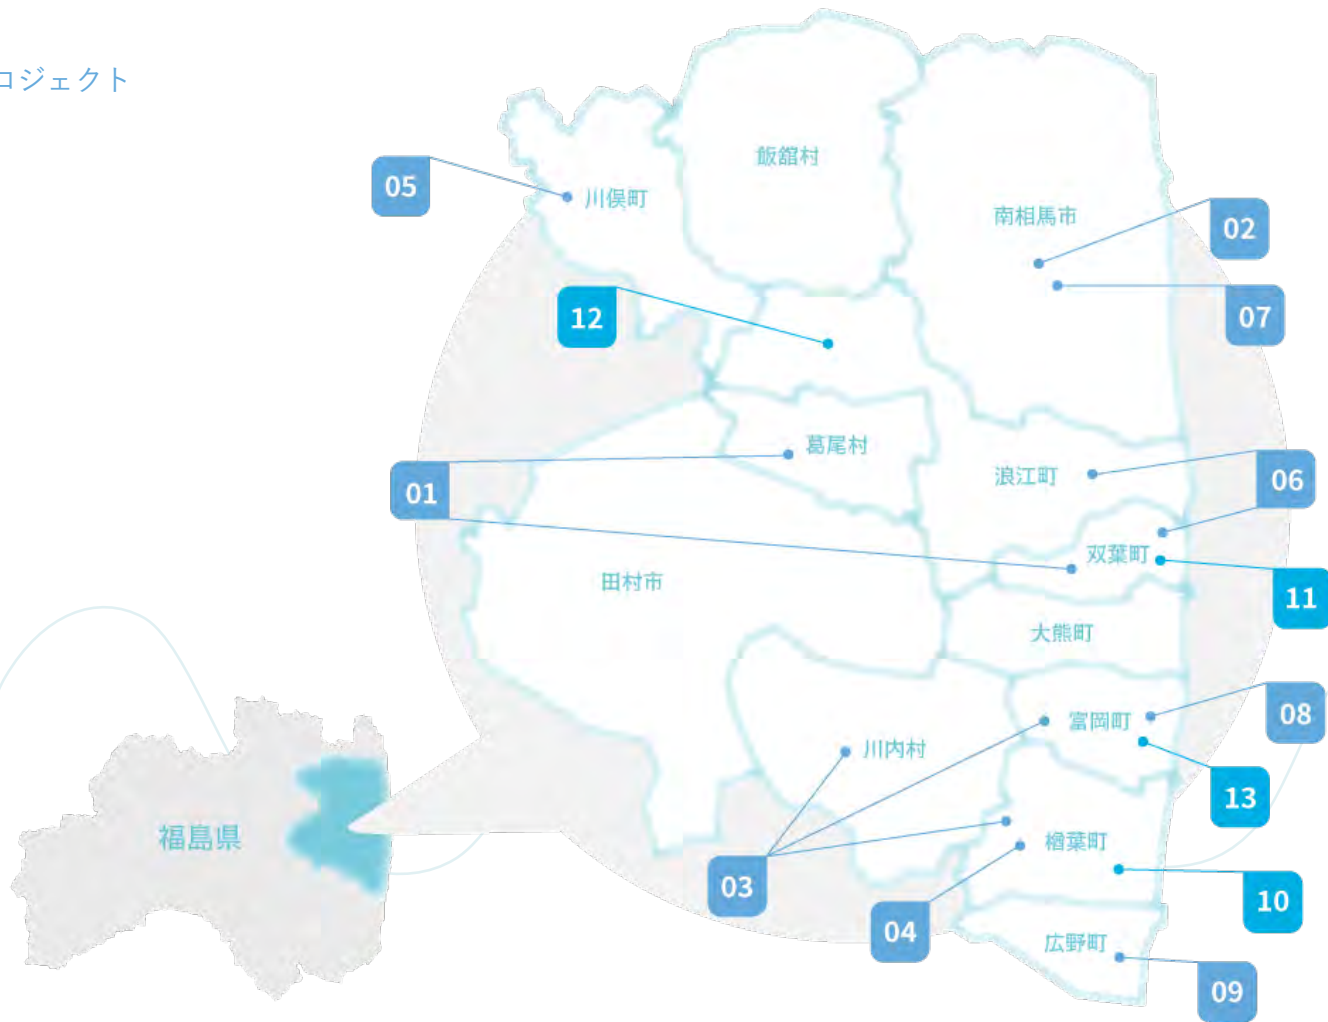 ロジェクト
飯舘村
05
川俣町
南相馬市
02
12
07
葛尾村
01
浪江町
06
双葉町
田村市
11
大熊町
富岡町
08
川内村
13
福島県
楢葉町
03
10
04
広野町
09